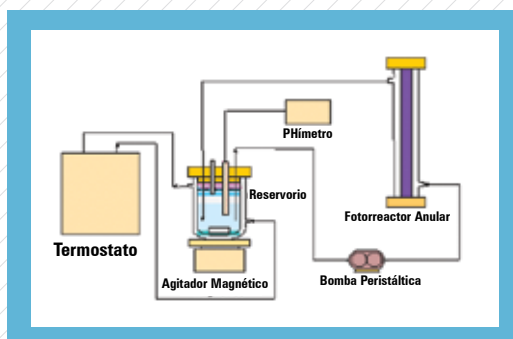 PHímetro
Reservorio
Fotorreactor Anular
Termostato
Agitador Magnético
Bomba Peristáltica